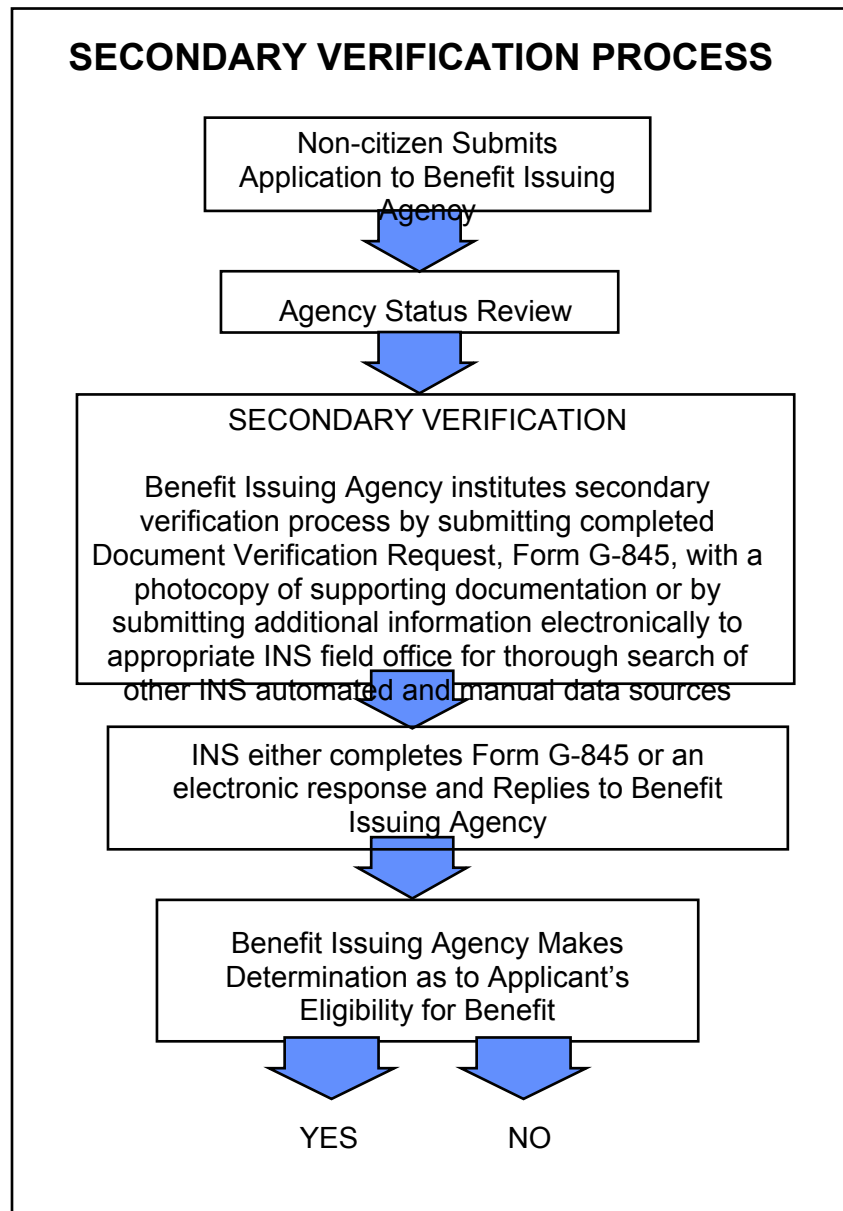 SECONDARY VERIFICATION PROCESS
Non-citizen Submits
Application to Benefit Issuing
Agency
Agency Status Review
SECONDARY VERIFICATION
Benefit Issuing Agency institutes secondary
verification process by submitting completed
Document Verification Request, Form G-845, with a
photocopy of supporting documentation or by
submitting additional information electronically to
appropriate INS field office for thorough search of
other INS automated and manual data sources
INS either completes Form G-845 or an
electronic response and Replies to Benefit
Issuing Agency
Benefit Issuing Agency Makes
Determination as to Applicant’s
Eligibility for Benefit
YES NO